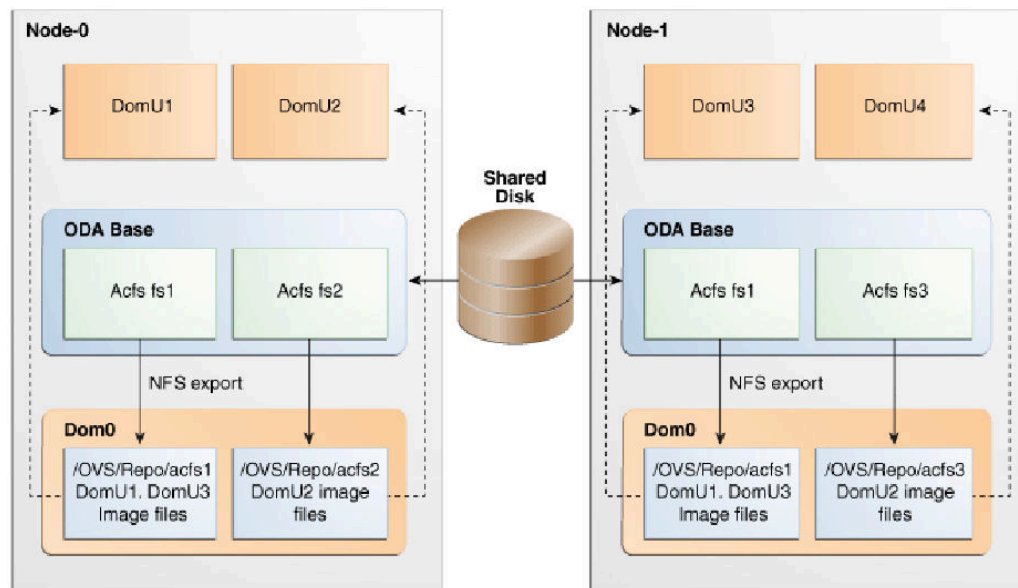 Node-0
DomU1
DomU2
ODA Base
Acfs fs1
Acfs fs2
NFS export
Dom0
/OVS/Repo/acfs1
DomU1. DomU3
Image files
/OVS/Repo/acfs2
DomU2 image
files
Shared
Disk
Node-1
DomU3
DomU4
ODA Base
Acfs fs1
Acfs fs3
NFS export
Dom0
/OVS/Repo/acfs1
DomU1. DomU3
Image files
/OVS/Repo/acfs3
DomU2 image
files